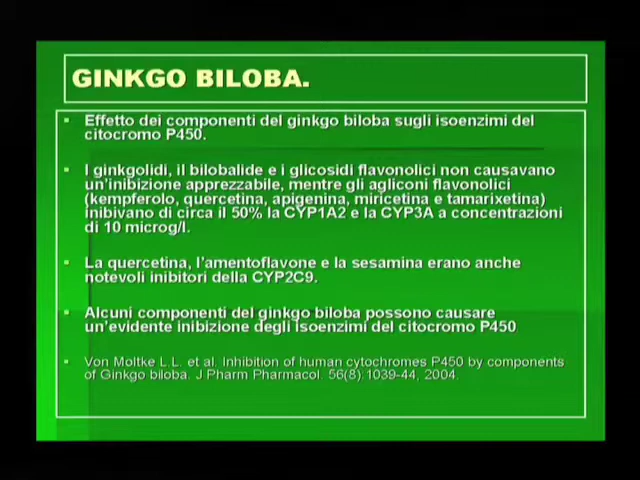 GINKGO BILOBA.
Effetto dei componenti del ginkgo biloba sugli isoenzimi del
citocromo P450.
I ginkgolidi, il bilobalide e i glicosidi flavonolici non causavano
un'inibizione apprezzabile, mentre gli agliconi flavonolici
(kempferolo, quercetina, apigenina, miricetina e tamarixetina)
inibivano di circa il 50% la CYP1A2 e la CYP3A a concentrazioni
di 10 microg/l.
La quercetina, l'amentoflavone e la sesamina erano anche
notevoli inibitori della CYP2C9.
Alcuni componenti del ginkgo biloba possono causare
un'evidente inibizione degli isoenzimi del citocromo P450
Von Moltke L.L. et al. Inhibition of human cytochromes P450 by components
of Ginkgo biloba. J Pharm Pharmacol. 56(8).1039-44, 2004.